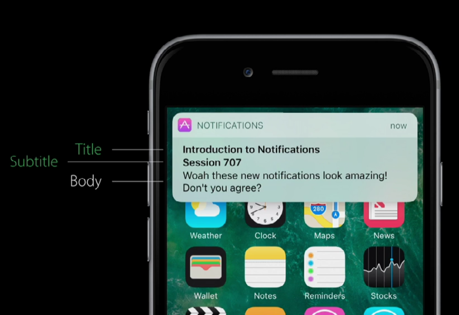 NOTIFICATIONS now
Title
Introduction to Notifications
Subtitle
Session 707
Body
Woah these new notifications look amazing!
Don't you agree?
280
Weather Clock Maps News
Wallet Notes Reminders Stocks